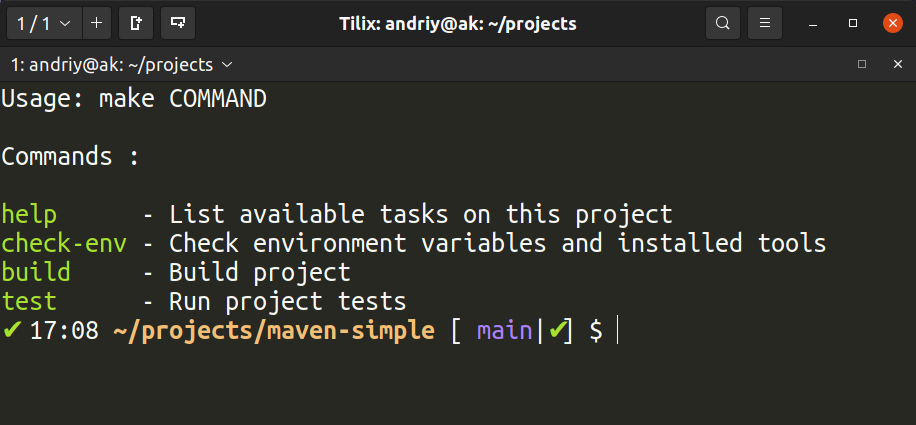 1 / 1
Tilix: andriy@ak: ~/projects
1: andriy@ak: ~/projects
Usage: make COMMAND
Commands :
help      - List available tasks on this project
check-env - Check environment variables and installed tools
build     - Build project
test      - Run project tests
✔ 17:08 ~/projects/maven-simple [ main|✔] $